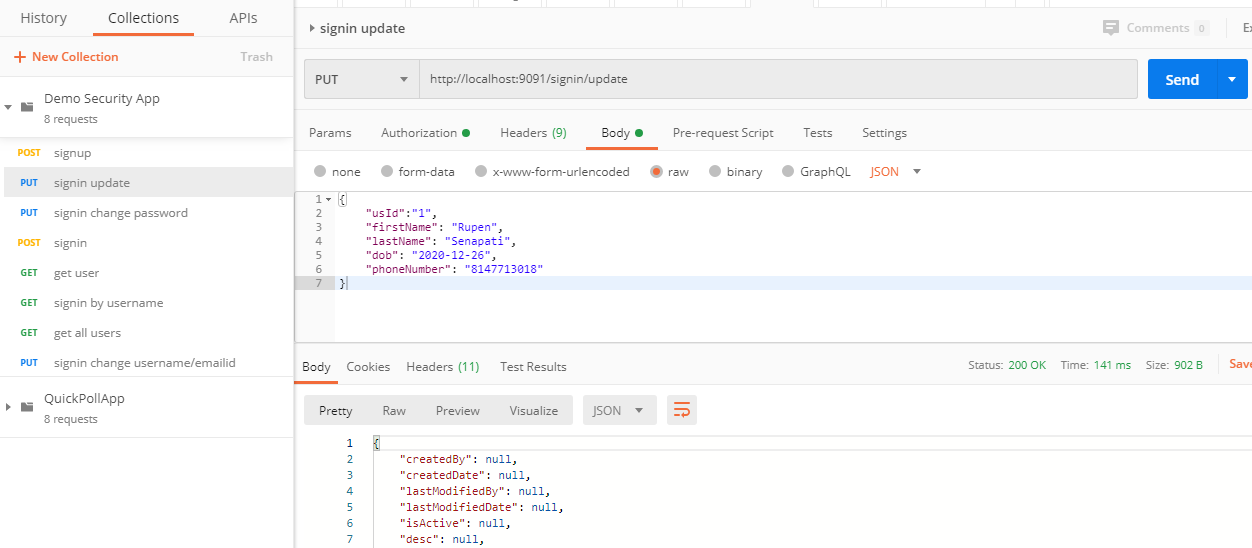 History Collections APIs
+ New Collection Trash
Demo Security App
8 requests
POST signup
PUT signin update
PUT signin change password
POST signin
GET get user
GET signin by username
GET get all users
PUT signin change username/emailid
QuickPollApp
8 requests
signin update Comments 0
PUT http://localhost:9091/signin/update Send
Params Authorization Headers (9) Body Pre-request Script Tests Settings
none form-data x-www-form-urlencoded raw binary GraphQL JSON
1 {
2 "usId":"1",
3 "firstName": "Rupen",
4 "lastName": "Senapati",
5 "dob": "2020-12-26",
6 "phoneNumber": "8147713018"
7 }
Body Cookies Headers (11) Test Results Status: 200 OK Time: 141 ms Size: 902 B Save
Pretty Raw Preview Visualize JSON
1 {
2 "createdBy": null,
3 "createdDate": null,
4 "lastModifiedBy": null,
5 "lastModifiedDate": null,
6 "isActive": null,
7 "desc": null,